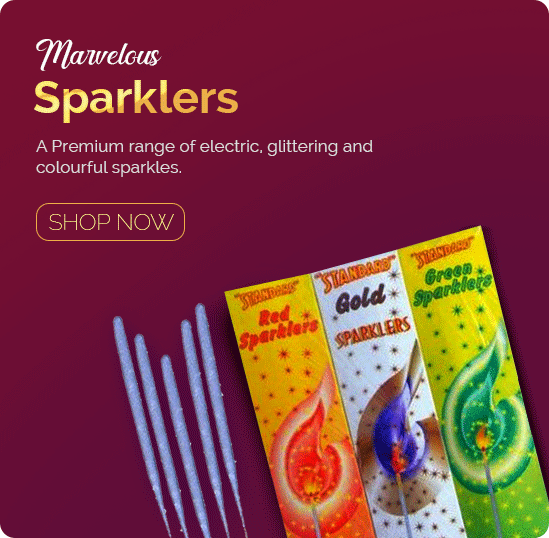 Marvelous
Sparklers
A Premium range of electric, glittering and
colourful sparkles.
SHOP NOW
"STANDARD"
Red
Sparklers
"STANDARD"
Gold
SPARKLERS
"STANDARD"
Green
Sparklers